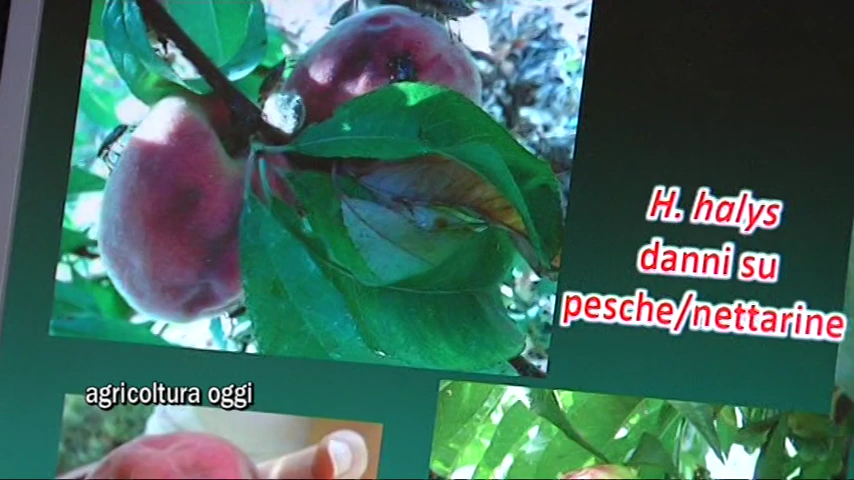 H. halys
danni su
pesche/nettarine
agricoltura oggi